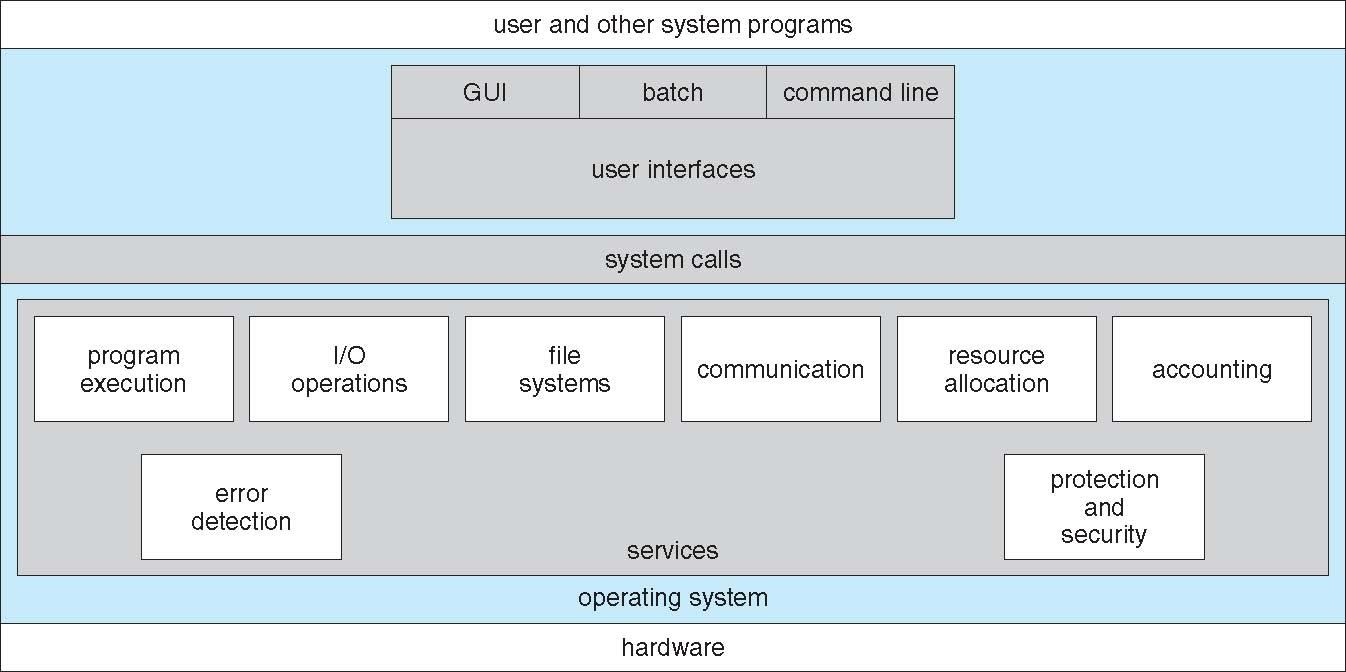 user and other system programs
GUI
batch
command line
user interfaces
system calls
program
execution
I/O
operations
file
systems
communication
resource
allocation
accounting
error
detection
protection
and
security
services
operating system
hardware